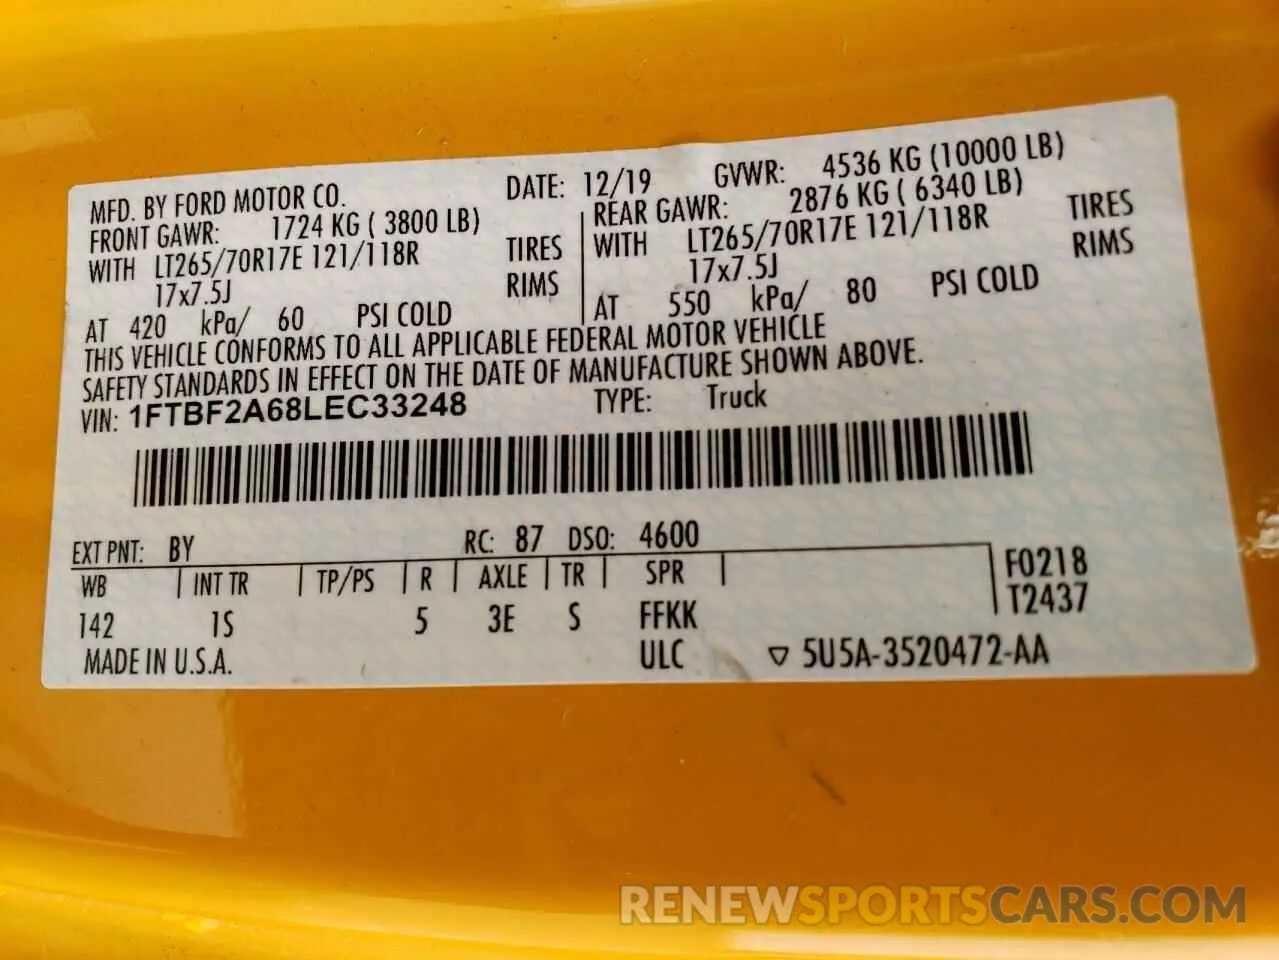 MFD. BY FORD MOTOR CO. DATE: 12/19 GVWR: 4536 KG (10000 LB)
FRONT GAWR: 1724 KG ( 3800 LB) REAR GAWR: 2876 KG ( 6340 LB)
WITH LT265/70R17E 121/118R TIRES WITH LT265/70R17E 121/118R TIRES
17x7.5J RIMS 17x7.5J RIMS
AT 420 kPa/ 60 PSI COLD AT 550 kPa/ 80 PSI COLD
THIS VEHICLE CONFORMS TO ALL APPLICABLE FEDERAL MOTOR VEHICLE
SAFETY STANDARDS IN EFFECT ON THE DATE OF MANUFACTURE SHOWN ABOVE.
VIN: 1FTBF2A68LEC33248 TYPE: Truck
EXT PNT: BY RC: 87 DSO: 4600
WB INT TR TP/PS R AXLE TR SPR F0218
142 1S 5 3E S FFKK T2437
MADE IN U.S.A. ULC ▽ 5U5A-3520472-AA
RENEWSPORTSCARS.COM